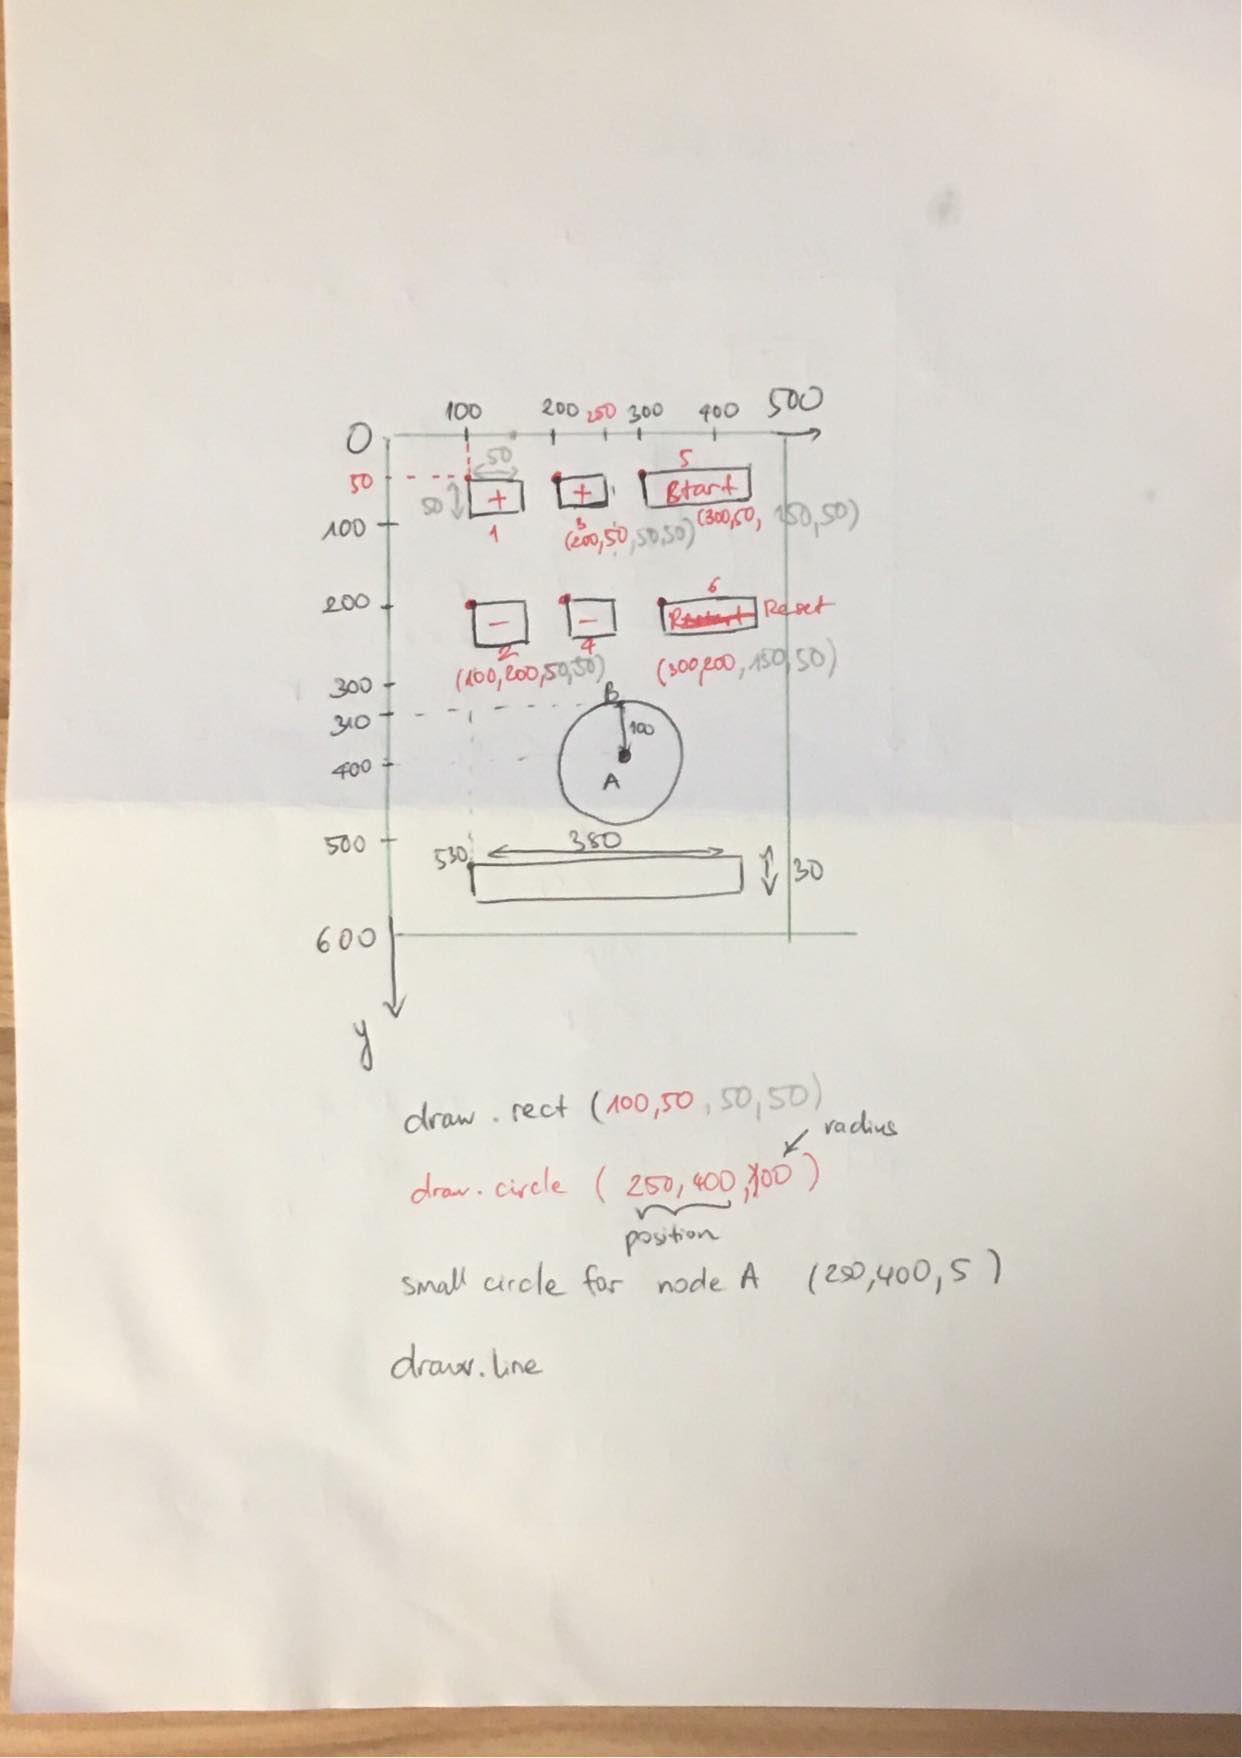 100 200 250 300 400 500
0
50 50 5
50 + + Start
100 1 3 (200,50,50,50) (300,50, 150,50)
200 6
- - Restart Reset
2 4
(100,200,50,50) (300,200,150,50)
300 B
310 100
400 A
500 380
530 30
600
y
draw . rect (100,50 , 50,50)
radius
draw. circle ( 250, 400, 100 )
position
small circle for node A (250,400,5)
draw.line